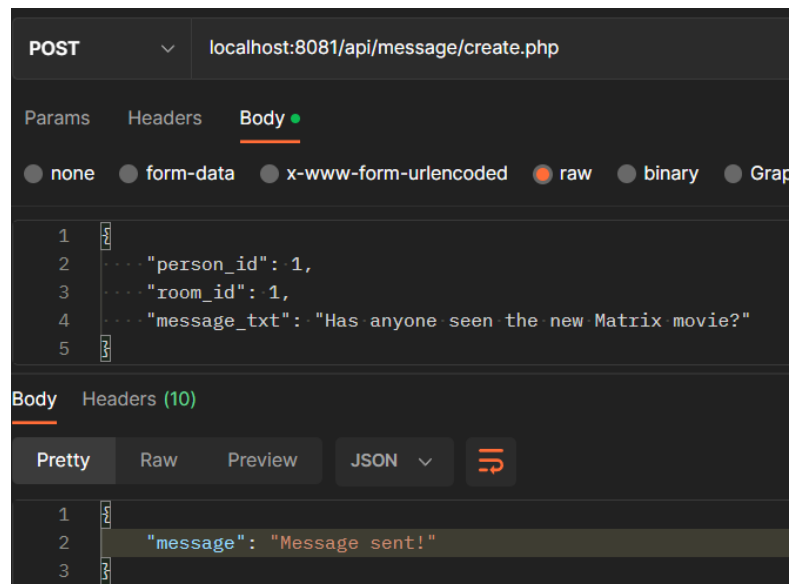 POST localhost:8081/api/message/create.php
Params Headers Body
none form-data x-www-form-urlencoded raw binary Grap
1 {
2 "person_id": 1,
3 "room_id": 1,
4 "message_txt": "Has anyone seen the new Matrix movie?"
5 }
Body Headers (10)
Pretty Raw Preview JSON
1 {
2 "message": "Message sent!"
3 }